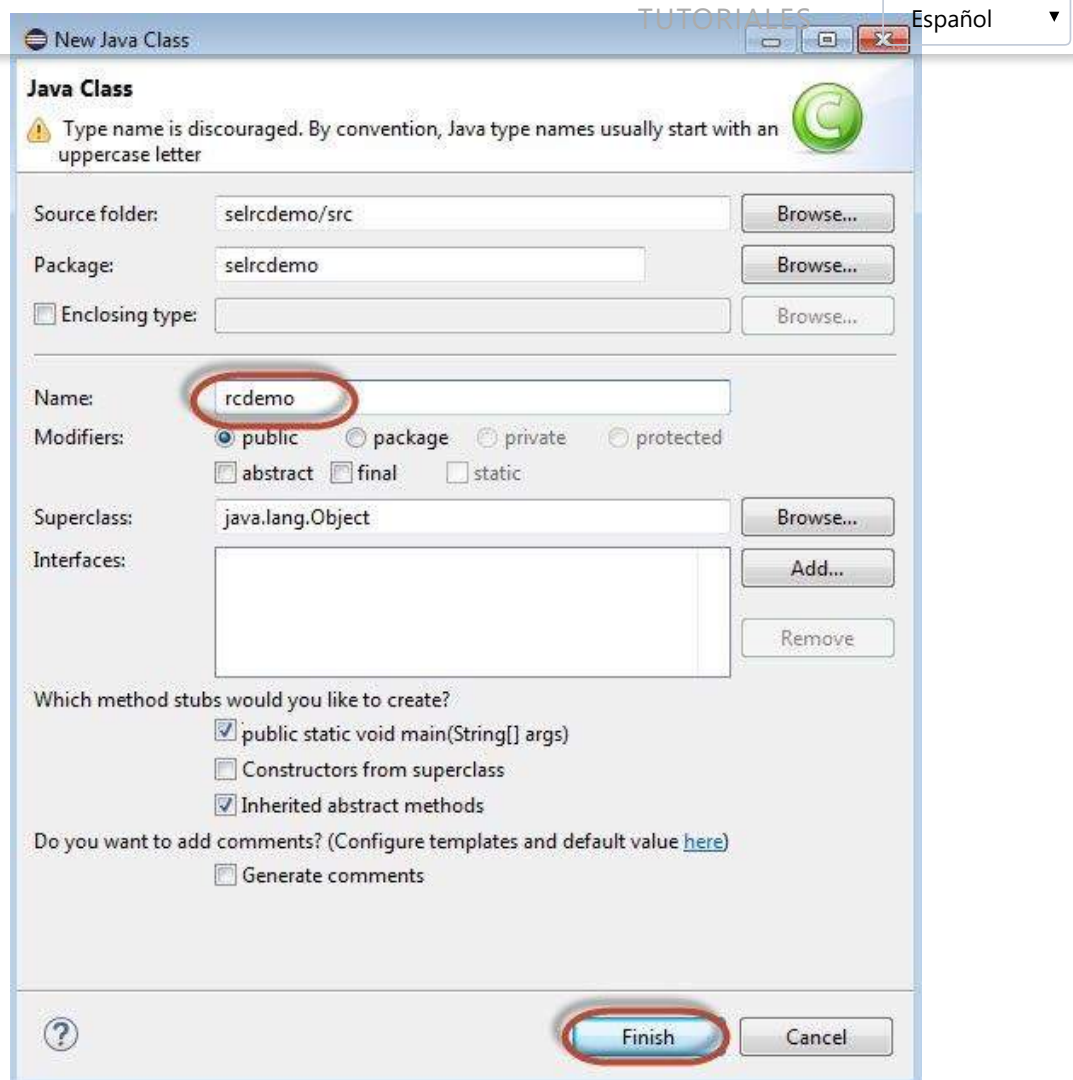 TUTORIALES
Español
New Java Class
Java Class
Type name is discouraged. By convention, Java type names usually start with an
uppercase letter
Source folder: selrcdemo/src Browse...
Package: selrcdemo Browse...
Enclosing type: Browse...
Name: rcdemo
Modifiers: public package private protected
abstract final static
Superclass: java.lang.Object Browse...
Interfaces: Add...
Remove
Which method stubs would you like to create?
public static void main(String[] args)
Constructors from superclass
Inherited abstract methods
Do you want to add comments? (Configure templates and default value here)
Generate comments
Finish Cancel